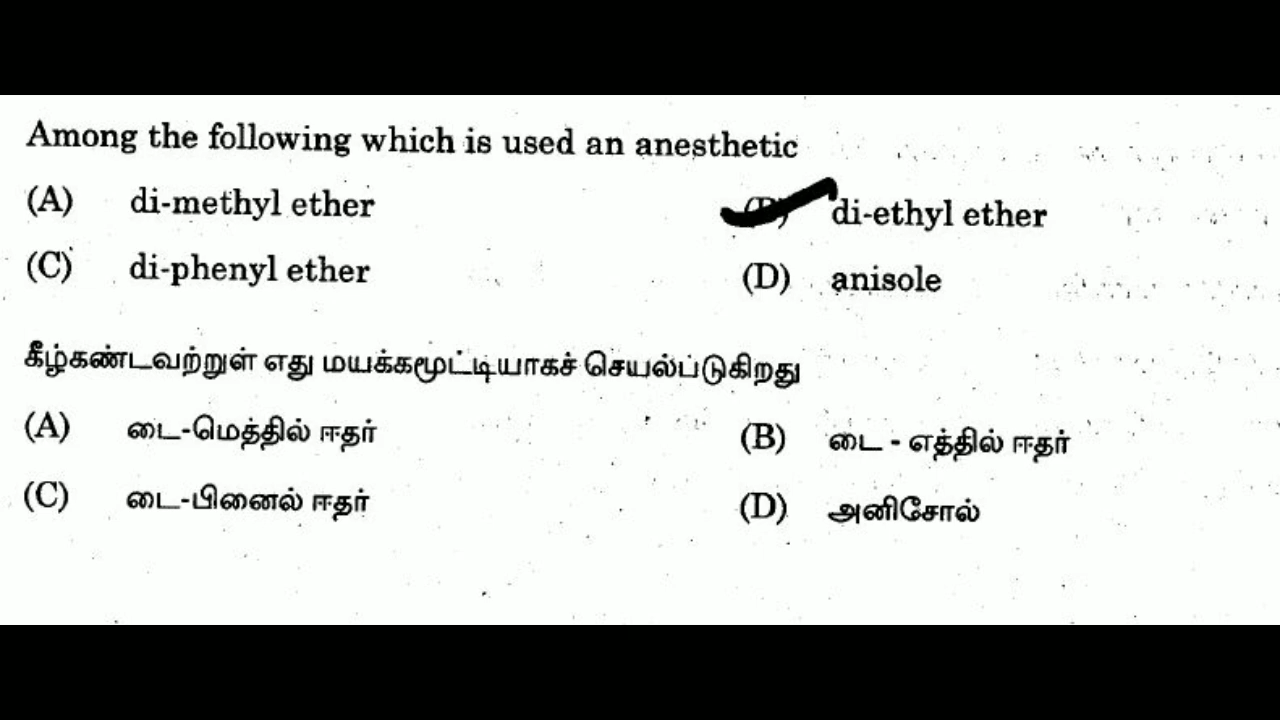 Among the following which is used an anesthetic
(A) di-methyl ether (B) di-ethyl ether
(C) di-phenyl ether (D) anisole
கீழ்கண்டவற்றுள் எது மயக்கமூட்டியாகச் செயல்படுகிறது
(A) டை-மெத்தில் ஈதர் (B) டை - எத்தில் ஈதர்
(C) டை-பினைல் ஈதர் (D) அனிசோல்